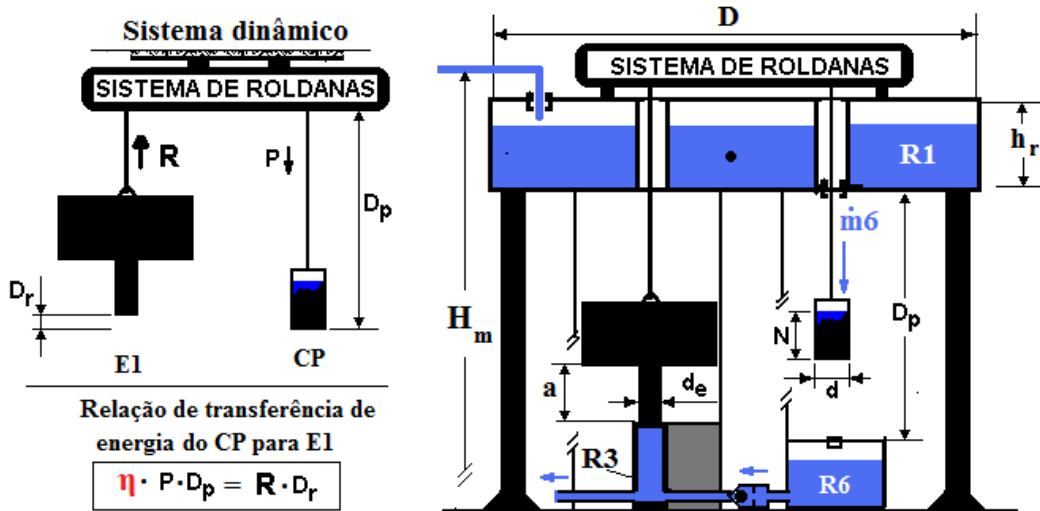 Sistema dinâmico
SISTEMA DE ROLDANAS
R
P
Dp
Dr
E1
CP
Relação de transferência de
energia do CP para E1
η · P·Dp = R·Dr
D
SISTEMA DE ROLDANAS
R1
hr
ṁ6
Hm
Dp
N
a
de
d
R3
R6